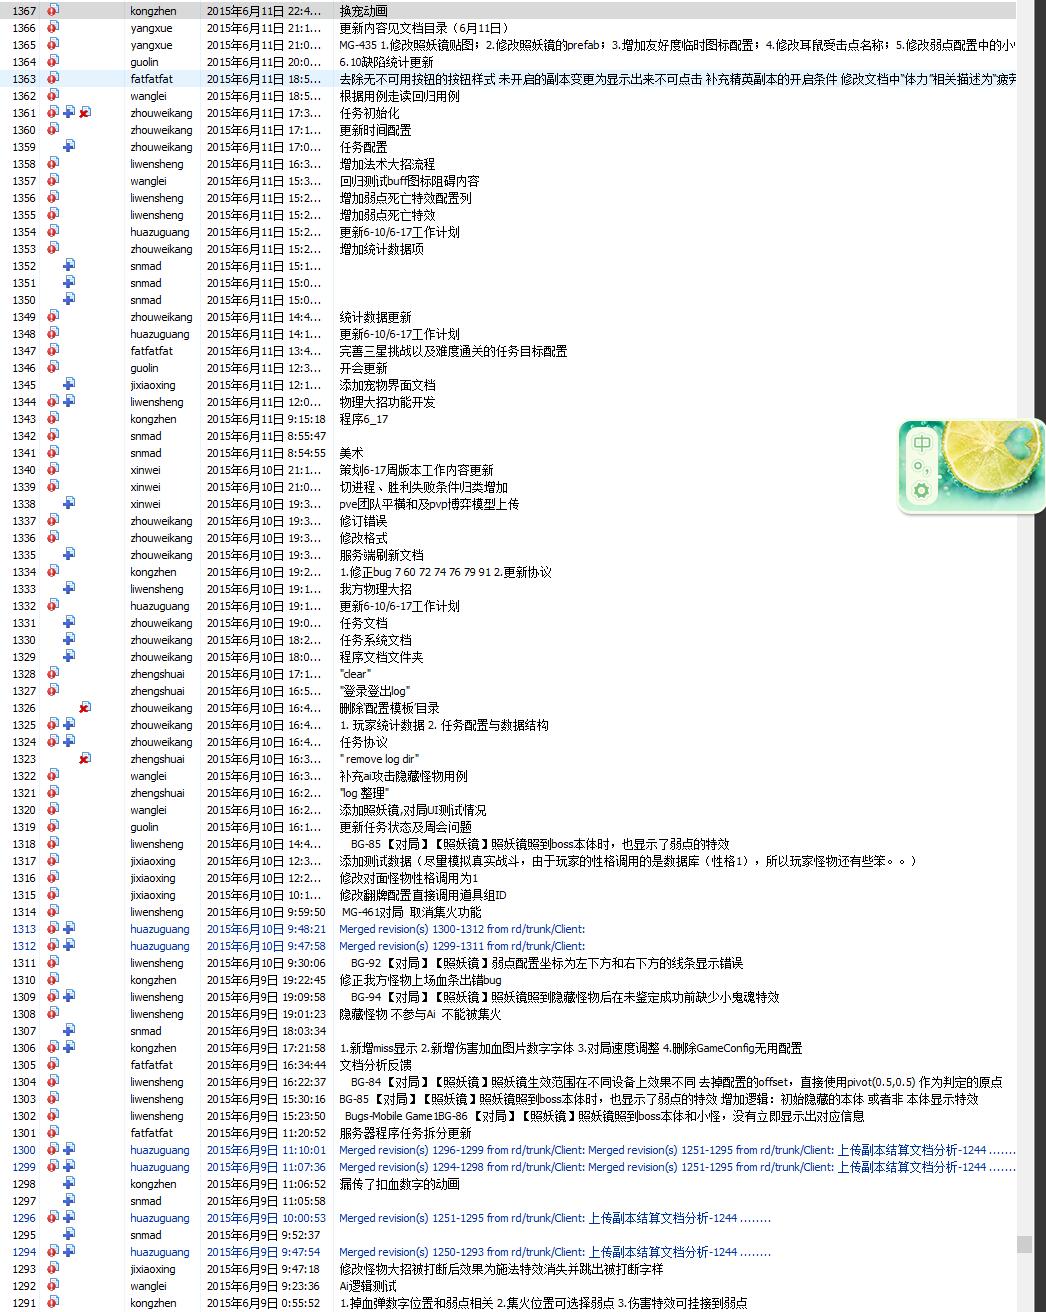 1367 kongzhen 2015年6月11日 22:4... 换宠动画
1366 yangxue 2015年6月11日 21:1... 更新内容见文档目录（6月11日）
1365 yangxue 2015年6月11日 21:0... MG-435 1.修改照妖镜贴图；2.修改照妖镜的prefab；3.增加友好度临时图标配置；4.修改耳鼠受击点名称；5.修改弱点配置中的小
1364 guolin 2015年6月11日 20:0... 6.10缺陷统计更新
1363 fatfatfat 2015年6月11日 18:5... 去除无不可用按钮的按钮样式 未开启的副本变更为显示出来不可点击 补充精英副本的开启条件 修改文档中“体力”相关描述为“疲劳
1362 wanglei 2015年6月11日 18:5... 根据用例走读回归用例
1361 zhouweikang 2015年6月11日 17:3... 任务初始化
1360 zhouweikang 2015年6月11日 17:1... 更新时间配置
1359 zhouweikang 2015年6月11日 17:0... 任务配置
1358 liwensheng 2015年6月11日 16:3... 增加法术大招流程
1357 wanglei 2015年6月11日 15:3... 回归测试buff图标阻碍内容
1356 liwensheng 2015年6月11日 15:2... 增加弱点死亡特效配置列
1355 liwensheng 2015年6月11日 15:2... 增加弱点死亡特效
1354 huazuguang 2015年6月11日 15:2... 更新6-10/6-17工作计划
1353 zhouweikang 2015年6月11日 15:2... 增加统计数据项
1352 snmad 2015年6月11日 15:1...
1351 snmad 2015年6月11日 15:0...
1350 snmad 2015年6月11日 15:0...
1349 zhouweikang 2015年6月11日 14:4... 统计数据更新
1348 huazuguang 2015年6月11日 14:1... 更新6-10/6-17工作计划
1347 fatfatfat 2015年6月11日 13:4... 完善三星挑战以及难度通关的任务目标配置
1346 guolin 2015年6月11日 12:3... 开会更新
1345 jixiaoxing 2015年6月11日 12:1... 添加宠物界面文档
1344 liwensheng 2015年6月11日 12:0... 物理大招功能开发
1343 kongzhen 2015年6月11日 9:15:18 程序6_17
1342 snmad 2015年6月11日 8:55:47
1341 snmad 2015年6月11日 8:54:55 美术
1340 xinwei 2015年6月10日 21:1... 策划6-17周版本工作内容更新
1339 xinwei 2015年6月10日 21:0... 切进程、胜利失败条件归类增加
1338 xinwei 2015年6月10日 19:3... pve团队平横和及pvp博弈模型上传
1337 zhouweikang 2015年6月10日 19:3... 修订错误
1336 zhouweikang 2015年6月10日 19:3... 修改格式
1335 zhouweikang 2015年6月10日 19:3... 服务端刷新文档
1334 kongzhen 2015年6月10日 19:2... 1.修正bug 7 60 72 74 76 79 91 2.更新协议
1333 liwensheng 2015年6月10日 19:1... 我方物理大招
1332 huazuguang 2015年6月10日 19:1... 更新6-10/6-17工作计划
1331 zhouweikang 2015年6月10日 19:0... 任务文档
1330 zhouweikang 2015年6月10日 18:2... 任务系统文档
1329 zhouweikang 2015年6月10日 18:0... 程序文档文件夹
1328 zhengshuai 2015年6月10日 17:1... "clear"
1327 zhengshuai 2015年6月10日 16:5... "登录登出log"
1326 zhouweikang 2015年6月10日 16:4... 删除'配置模板'目录
1325 zhouweikang 2015年6月10日 16:4... 1. 玩家统计数据 2. 任务配置与数据结构
1324 zhouweikang 2015年6月10日 16:4... 任务协议
1323 zhengshuai 2015年6月10日 16:3... " remove log dir"
1322 wanglei 2015年6月10日 16:3... 补充ai攻击隐藏怪物用例
1321 zhengshuai 2015年6月10日 16:2... "log 整理"
1320 wanglei 2015年6月10日 16:2... 添加照妖镜,对局UI测试情况
1319 guolin 2015年6月10日 16:1... 更新任务状态及周会问题
1318 liwensheng 2015年6月10日 14:4... BG-85 【对局】【照妖镜】照妖镜照到boss本体时，也显示了弱点的特效
1317 jixiaoxing 2015年6月10日 12:3... 添加测试数据（尽量模拟真实战斗，由于玩家的性格调用的是数据库（性格1），所以玩家怪物还有些笨。。）
1316 jixiaoxing 2015年6月10日 12:2... 修改对面怪物性格调用为1
1315 jixiaoxing 2015年6月10日 10:1... 修改翻牌配置直接调用道具组ID
1314 liwensheng 2015年6月10日 9:59:50 MG-461对局 取消集火功能
1313 huazuguang 2015年6月10日 9:48:21 Merged revision(s) 1300-1312 from rd/trunk/Client:
1312 huazuguang 2015年6月10日 9:47:58 Merged revision(s) 1299-1311 from rd/trunk/Client:
1311 liwensheng 2015年6月10日 9:30:06 BG-92 【对局】【照妖镜】弱点配置坐标为左下方和右下方的线条显示错误
1310 kongzhen 2015年6月9日 19:22:45 修正我方怪物上场血条出错bug
1309 liwensheng 2015年6月9日 19:09:58 BG-94 【对局】【照妖镜】照妖镜照到隐藏怪物后在未鉴定成功前缺少小鬼魂特效
1308 liwensheng 2015年6月9日 19:01:23 隐藏怪物 不参与Ai 不能被集火
1307 snmad 2015年6月9日 18:03:34
1306 kongzhen 2015年6月9日 17:21:58 1.新增miss显示 2.新增伤害加血图片数字字体 3.对局速度调整 4.删除GameConfig无用配置
1305 fatfatfat 2015年6月9日 16:34:44 文档分析反馈
1304 liwensheng 2015年6月9日 16:22:37 BG-84 【对局】【照妖镜】照妖镜生效范围在不同设备上效果不同 去掉配置的offset，直接使用pivot(0.5,0.5) 作为判定的原点
1303 liwensheng 2015年6月9日 15:30:16 BG-85 【对局】【照妖镜】照妖镜照到boss本体时，也显示了弱点的特效 增加逻辑：初始隐藏的本体 或者非 本体显示特效
1302 liwensheng 2015年6月9日 15:23:50 Bugs-Mobile Game1BG-86 【对局】【照妖镜】照妖镜照到boss本体和小怪，没有立即显示出对应信息
1301 fatfatfat 2015年6月9日 11:20:52 服务器程序任务拆分更新
1300 huazuguang 2015年6月9日 11:10:01 Merged revision(s) 1296-1299 from rd/trunk/Client: Merged revision(s) 1251-1295 from rd/trunk/Client: 上传副本结算文档分析-1244 .......
1299 huazuguang 2015年6月9日 11:07:36 Merged revision(s) 1294-1298 from rd/trunk/Client: Merged revision(s) 1251-1295 from rd/trunk/Client: 上传副本结算文档分析-1244 .......
1298 kongzhen 2015年6月9日 11:06:52 漏传了扣血数字的动画
1297 snmad 2015年6月9日 11:05:58
1296 huazuguang 2015年6月9日 10:00:53 Merged revision(s) 1251-1295 from rd/trunk/Client: 上传副本结算文档分析-1244 ........
1295 snmad 2015年6月9日 9:52:37
1294 huazuguang 2015年6月9日 9:47:54 Merged revision(s) 1250-1293 from rd/trunk/Client: 上传副本结算文档分析-1244 ........
1293 jixiaoxing 2015年6月9日 9:47:18 修改怪物大招被打断后效果为施法特效消失并跳出被打断字样
1292 wanglei 2015年6月9日 9:23:36 Ai逻辑测试
1291 kongzhen 2015年6月9日 0:55:52 1.掉血弹数字位置和弱点相关 2.集火位置可选择弱点 3.伤害特效可挂接到弱点
中